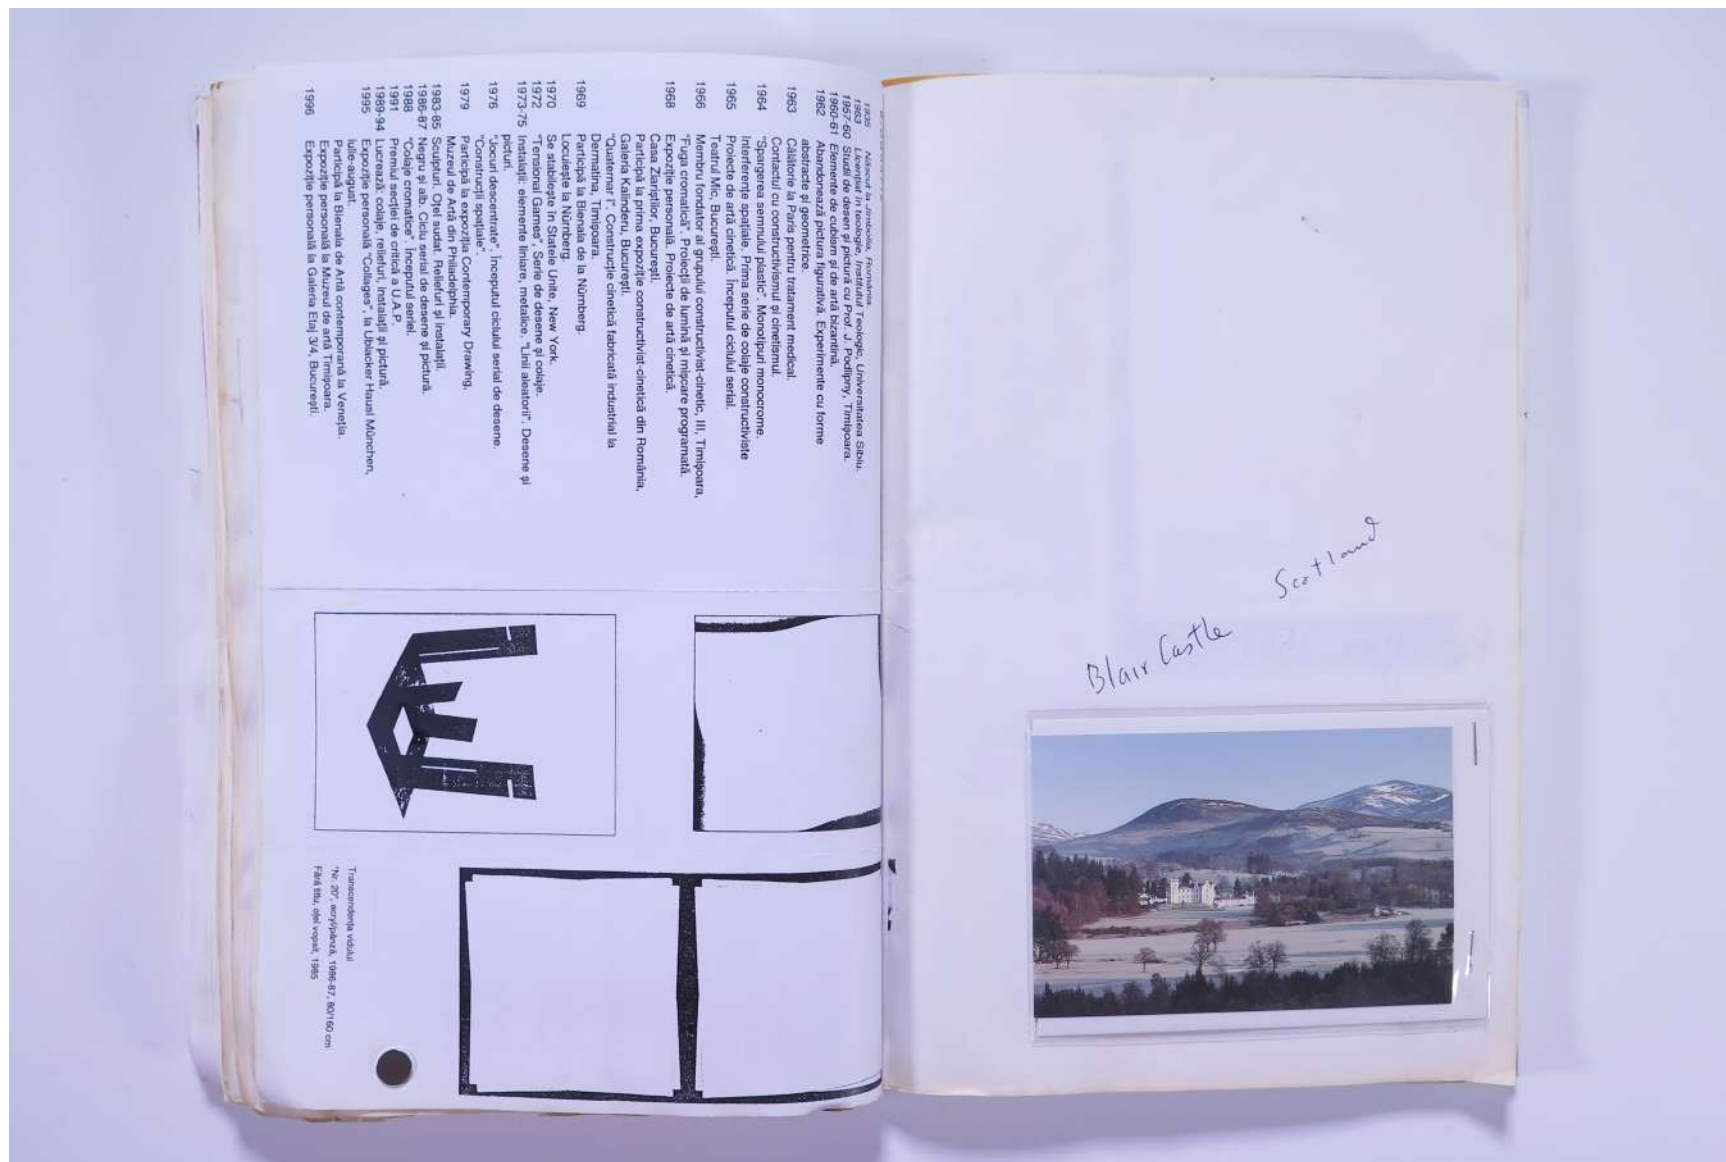 1935 Născut la Jimbolia, România.
1953 Licențiat în teologie, Institutul Teologic, Universitatea Sibiu.
1957-60 Studii de desen și pictură cu Prof. J. Podlipny, Timișoara.
1960-61 Elemente de cubism și de artă bizantină.
1962 Abandonează pictura figurativă. Experimente cu forme
abstracte și geometrice.
1963 Călătorie la Paris pentru tratament medical.
Contactul cu constructivismul și cinetismul.
1964 "Spargerea semnului plastic". Monotipuri monocrome.
Interferențe spațiale. Prima serie de colaje constructiviste
1965 Proiecte de artă cinetică. Începutul ciclului serial.
Teatrul Mic, București.
1966 Membru fondator al grupului constructivist-cinetic, III, Timișoara,
"Fuga cromatică". Proiecții de lumină și mișcare programată.
1968 Expoziție personală. Proiecte de artă cinetică.
Casa Ziariștilor, București.
Participă la prima expoziție constructivist-cinetică din România,
Galeria Kalinderu, București.
"Quaternar I". Construcție cinetică fabricată industrial la
Dermatina, Timișoara.
1969 Participă la Bienala de la Nürnberg.
Locuiește la Nürnberg.
1970 Se stabilește în Statele Unite, New York.
1972 "Tensional Games", Serie de desene și colaje.
1973-75 Instalații: elemente liniare, metalice. "Linii aleatorii". Desene și
picturi.
1976 "Jocuri descentrate". Începutul ciclului serial de desene.
"Construcții spațiale".
1979 Participă la expoziția Contemporary Drawing,
Muzeul de Artă din Philadelphia.
1983-85 Sculpturi. Oțel sudat. Reliefuri și instalații.
1986-87 Negru și alb. Ciclu serial de desene și pictură.
1988 "Colaje cromatice". Începutul seriei.
1991 Premiul secției de critică a U.A.P.
1989-94 Lucrează: colaje, reliefuri, instalații și pictură.
1995 Expoziție personală "Collages", la Ublacker Hausl München,
iulie-august.
Participă la Bienala de Artă contemporană la Veneția.
Expoziție personală la Muzeul de artă Timișoara.
1996 Expoziție personală la Galeria Etaj 3/4, București.
Transcendența vidului
"Nr. 20", acryl/pânză, 1986-87, 80/160 cm
Fără titlu, oțel vopsit, 1985
Blair Castle Scotland